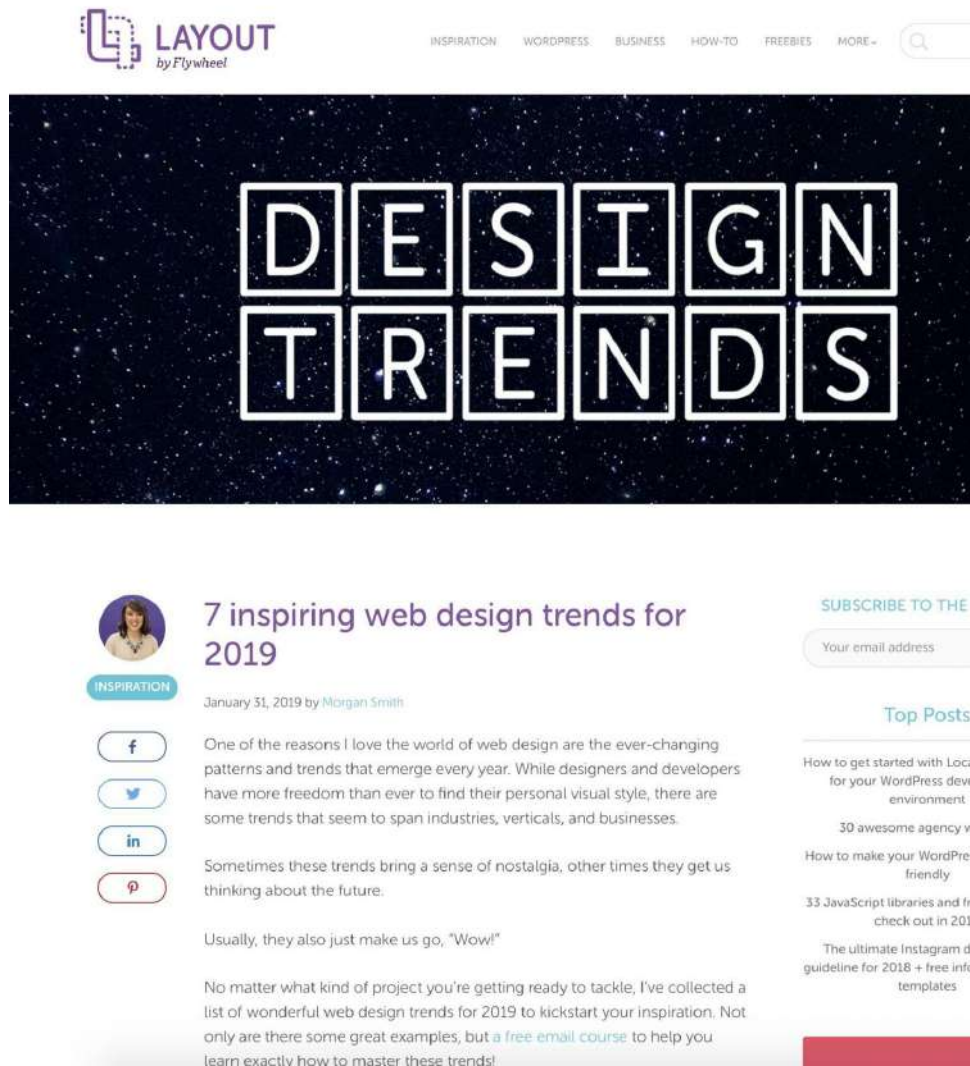 LAYOUT
by Flywheel
INSPIRATION WORDPRESS BUSINESS HOW-TO FREEBIES MORE
DESIGN
TRENDS
7 inspiring web design trends for
2019
INSPIRATION
January 31, 2019 by Morgan Smith
One of the reasons I love the world of web design are the ever-changing
patterns and trends that emerge every year. While designers and developers
have more freedom than ever to find their personal visual style, there are
some trends that seem to span industries, verticals, and businesses.
Sometimes these trends bring a sense of nostalgia, other times they get us
thinking about the future.
Usually, they also just make us go, "Wow!"
No matter what kind of project you're getting ready to tackle, I've collected a
list of wonderful web design trends for 2019 to kickstart your inspiration. Not
only are there some great examples, but a free email course to help you
learn exactly how to master these trends!
SUBSCRIBE TO THE
Your email address
Top Posts
How to get started with
for your WordPress
environment
30 awesome agency
How to make your
friendly
33 JavaScript libraries and
check out in
The ultimate Instagram
guideline for 2018 + free
templates